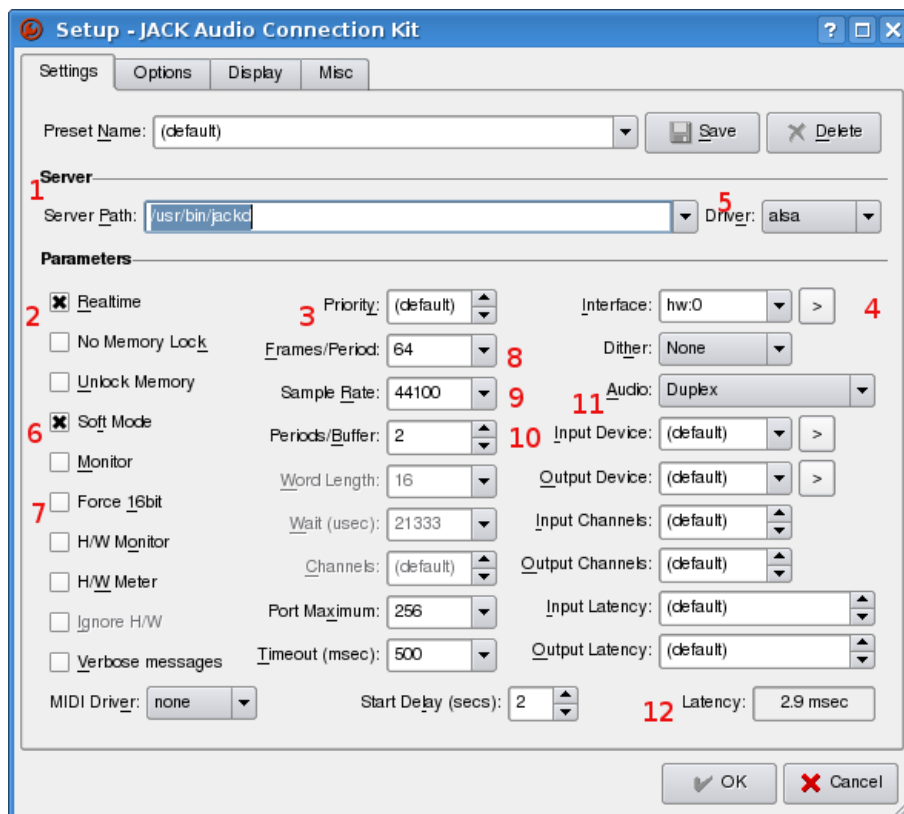 Setup - JACK Audio Connection Kit ?
Settings Options Display Misc
Preset Name: (default) Save Delete
Server
1
Server Path: /usr/bin/jackd 5 Driver: alsa
Parameters
2 Realtime 3 Priority: (default) Interface: hw:0 > 4
No Memory Lock Frames/Period: 64 8 Dither: None
Unlock Memory Sample Rate: 44100 9 11 Audio: Duplex
6 Soft Mode Periods/Buffer: 2 10 Input Device: (default) >
Monitor Word Length: 16 Output Device: (default) >
7 Force 16bit Wait (usec): 21333 Input Channels: (default)
H/W Monitor Channels: (default) Output Channels: (default)
H/W Meter Port Maximum: 256 Input Latency: (default)
Ignore H/W
Verbose messages Timeout (msec): 500 Output Latency: (default)
MIDI Driver: none Start Delay (secs): 2 12 Latency: 2.9 msec
OK Cancel